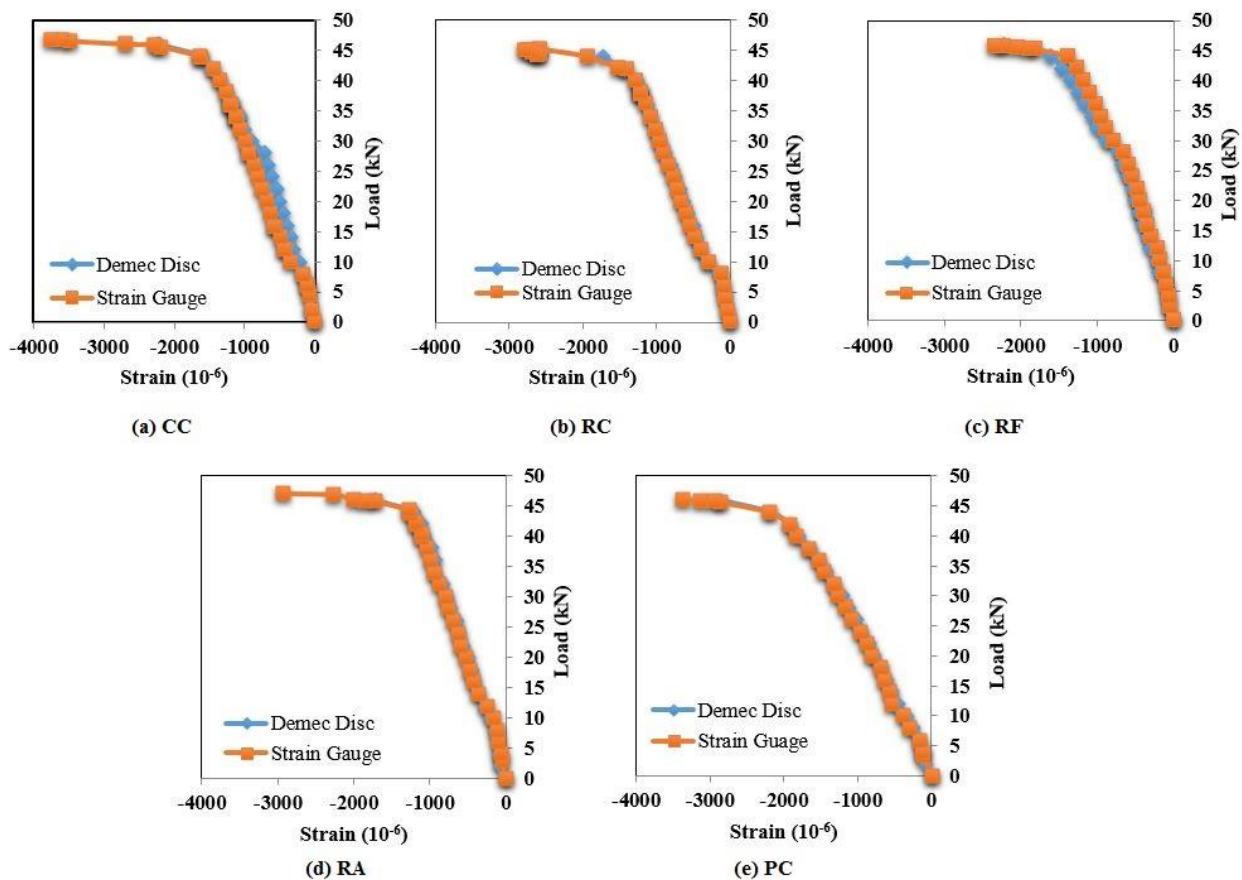 50
45
40
35
30
25
20
15
10
5
0
Load (kN)
Demec Disc
Strain Gauge
-4000 -3000 -2000 -1000 0
Strain (10-6)
(a) CC
50
45
40
35
30
25
20
15
10
5
0
Load (kN)
Demec Disc
Strain Gauge
-4000 -3000 -2000 -1000 0
Strain (10-6)
(b) RC
50
45
40
35
30
25
20
15
10
5
0
Load (kN)
Demec Disc
Strain Gauge
-4000 -3000 -2000 -1000 0
Strain (10-6)
(c) RF
50
45
40
35
30
25
20
15
10
5
0
Load (kN)
Demec Disc
Strain Gauge
-4000 -3000 -2000 -1000 0
Strain (10-6)
(d) RA
50
45
40
35
30
25
20
15
10
5
0
Load (kN)
Demec Disc
Strain Guage
-4000 -3000 -2000 -1000 0
Strain (10-6)
(e) PC